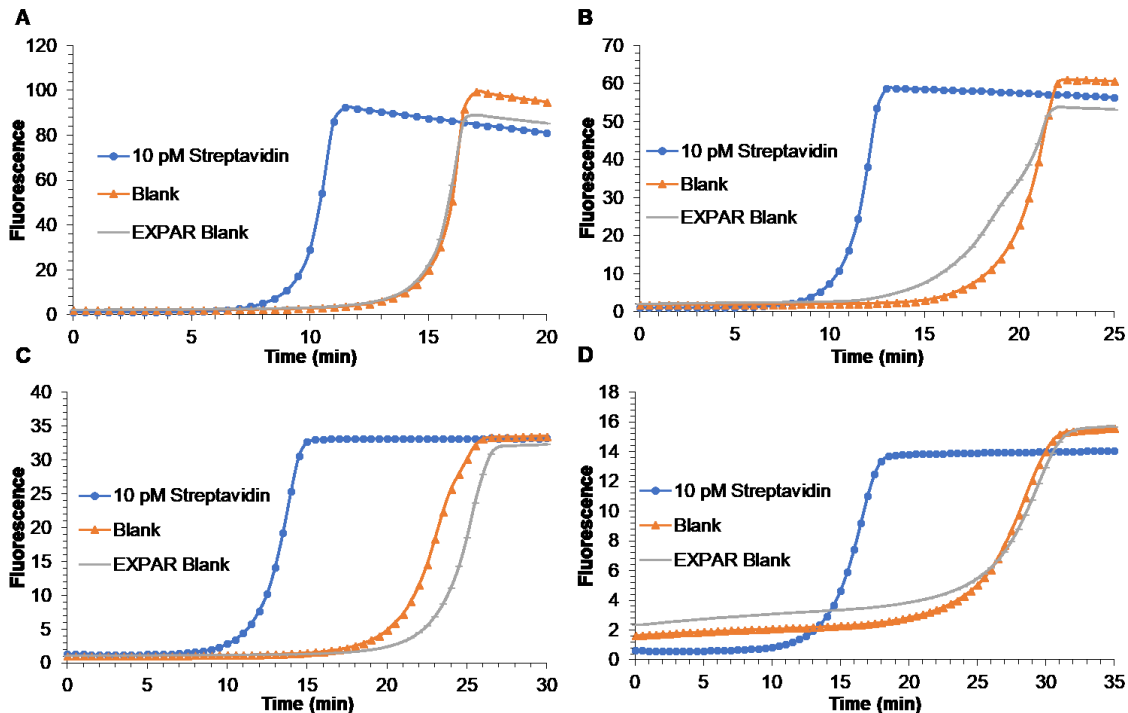 A
120
100
80
60
40
20
0
Fluorescence
10 pM Streptavidin
Blank
EXPAR Blank
0 5 10 15 20
Time (min)
B
70
60
50
40
30
20
10
0
Fluorescence
10 pM Streptavidin
Blank
EXPAR Blank
0 5 10 15 20 25
Time (min)
C
40
35
30
25
20
15
10
5
0
Fluorescence
10 pM Streptavidin
Blank
EXPAR Blank
0 5 10 15 20 25 30
Time (min)
D
18
16
14
12
10
8
6
4
2
0
Fluorescence
10 pM Streptavidin
Blank
EXPAR Blank
0 5 10 15 20 25 30 35
Time (min)